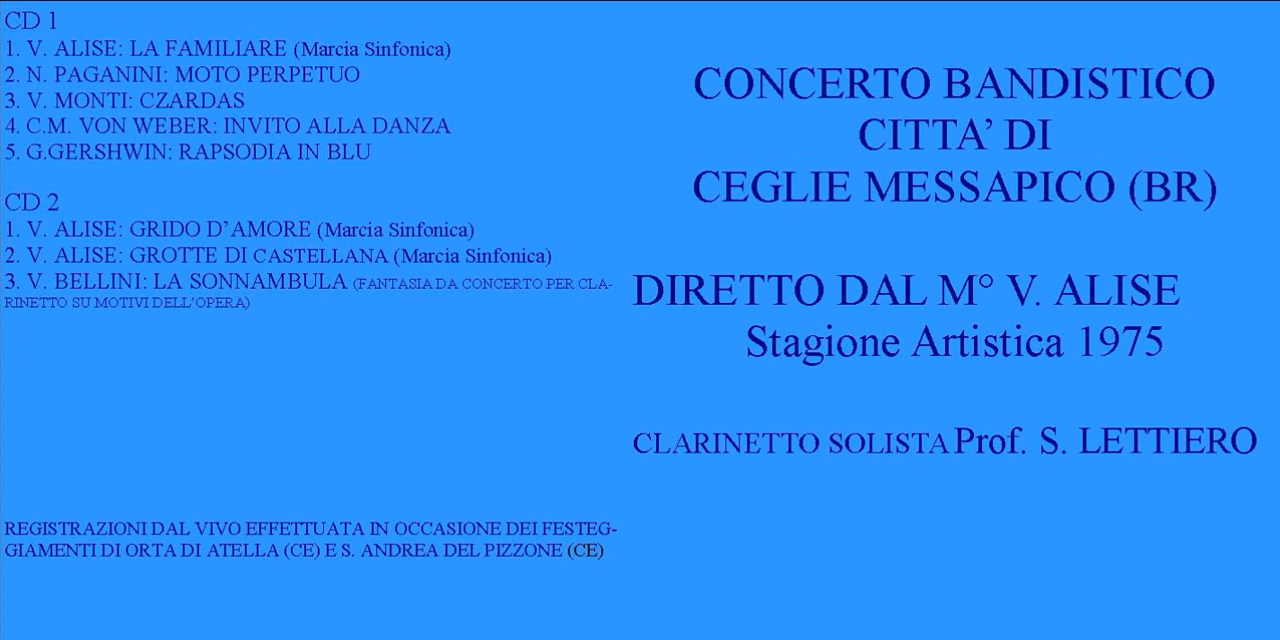 CD 1
1. V. ALISE: LA FAMILIARE (Marcia Sinfonica)
2. N. PAGANINI: MOTO PERPETUO
3. V. MONTI: CZARDAS
4. C.M. VON WEBER: INVITO ALLA DANZA
5. G.GERSHWIN: RAPSODIA IN BLU
CD 2
1. V. ALISE: GRIDO D’AMORE (Marcia Sinfonica)
2. V. ALISE: GROTTE DI CASTELLANA (Marcia Sinfonica)
3. V. BELLINI: LA SONNAMBULA (FANTASIA DA CONCERTO PER CLA-
RINETTO SU MOTIVI DELL’OPERA)
REGISTRAZIONI DAL VIVO EFFETTUATA IN OCCASIONE DEI FESTEG-
GIAMENTI DI ORTA DI ATELLA (CE) E S. ANDREA DEL PIZZONE (CE)
CONCERTO BANDISTICO
CITTA’ DI
CEGLIE MESSAPICO (BR)
DIRETTO DAL M° V. ALISE
Stagione Artistica 1975
CLARINETTO SOLISTA Prof. S. LETTIERO